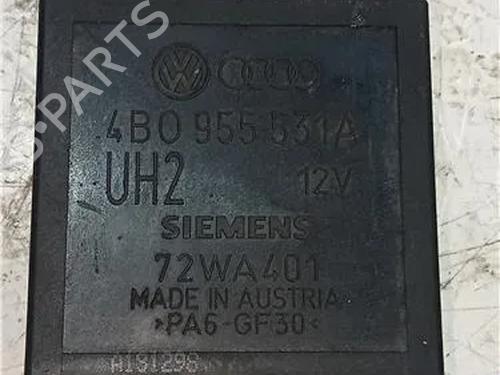 PARTS
4B0 955 531A
UH2 12V
SIEMENS
72WA401
MADE IN AUSTRIA
>PA6-GF30<